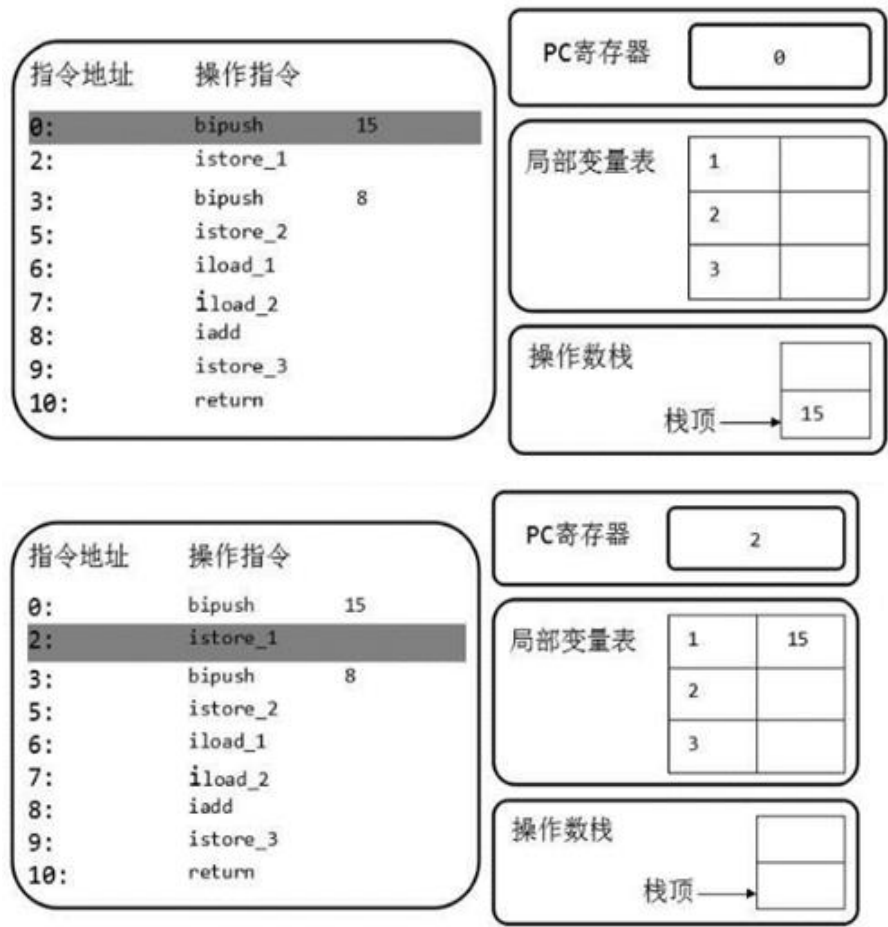 指令地址 操作指令
0: bipush 15
2: istore_1
3: bipush 8
5: istore_2
6: iload_1
7: iload_2
8: iadd
9: istore_3
10: return
PC寄存器 0
局部变量表 1
2
3
操作数栈
栈顶 15
指令地址 操作指令
0: bipush 15
2: istore_1
3: bipush 8
5: istore_2
6: iload_1
7: iload_2
8: iadd
9: istore_3
10: return
PC寄存器 2
局部变量表 1 15
2
3
操作数栈
栈顶